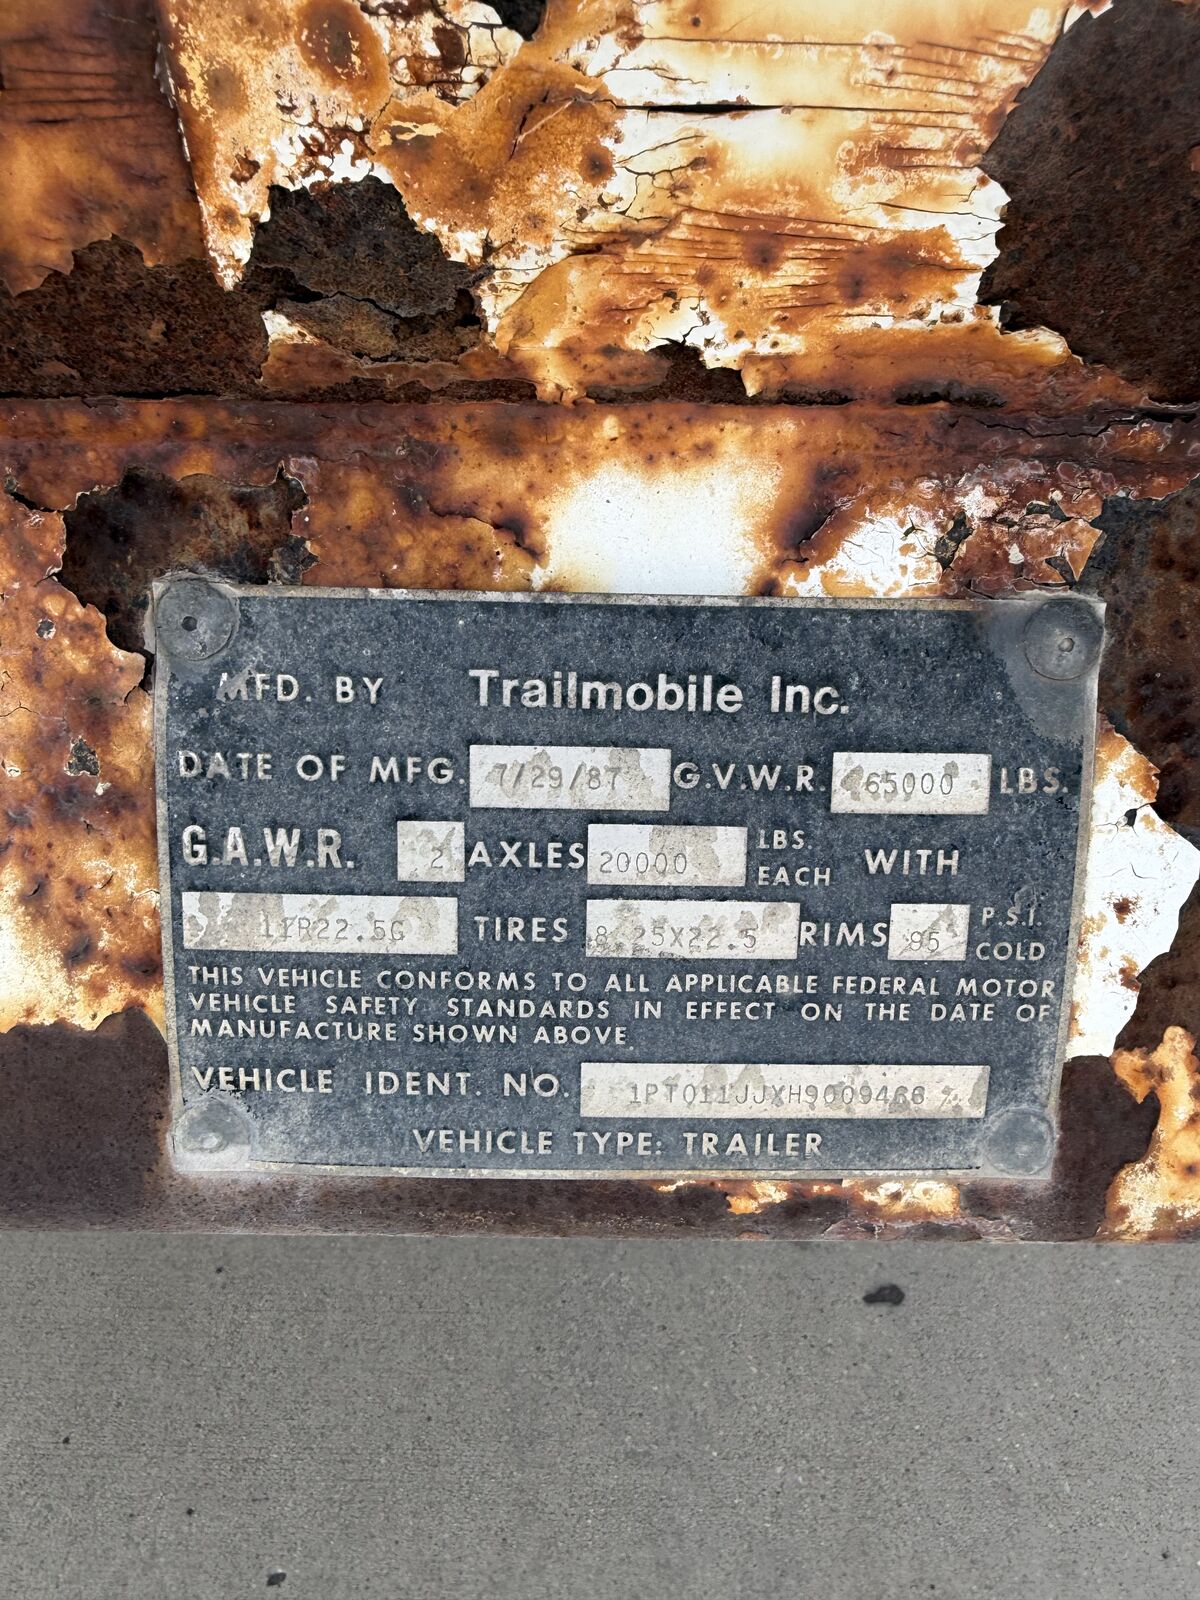 MFD. BY Trailmobile Inc.
DATE OF MFG. 7/29/87 G.V.W.R. 65000 LBS.
G.A.W.R. 2 AXLES 20000 LBS. EACH WITH
11R22.5G TIRES 8.25X22.5 RIMS 95 P.S.I. COLD
THIS VEHICLE CONFORMS TO ALL APPLICABLE FEDERAL MOTOR
VEHICLE SAFETY STANDARDS IN EFFECT ON THE DATE OF
MANUFACTURE SHOWN ABOVE.
VEHICLE IDENT. NO. 1PT011JJXH9009466
VEHICLE TYPE: TRAILER